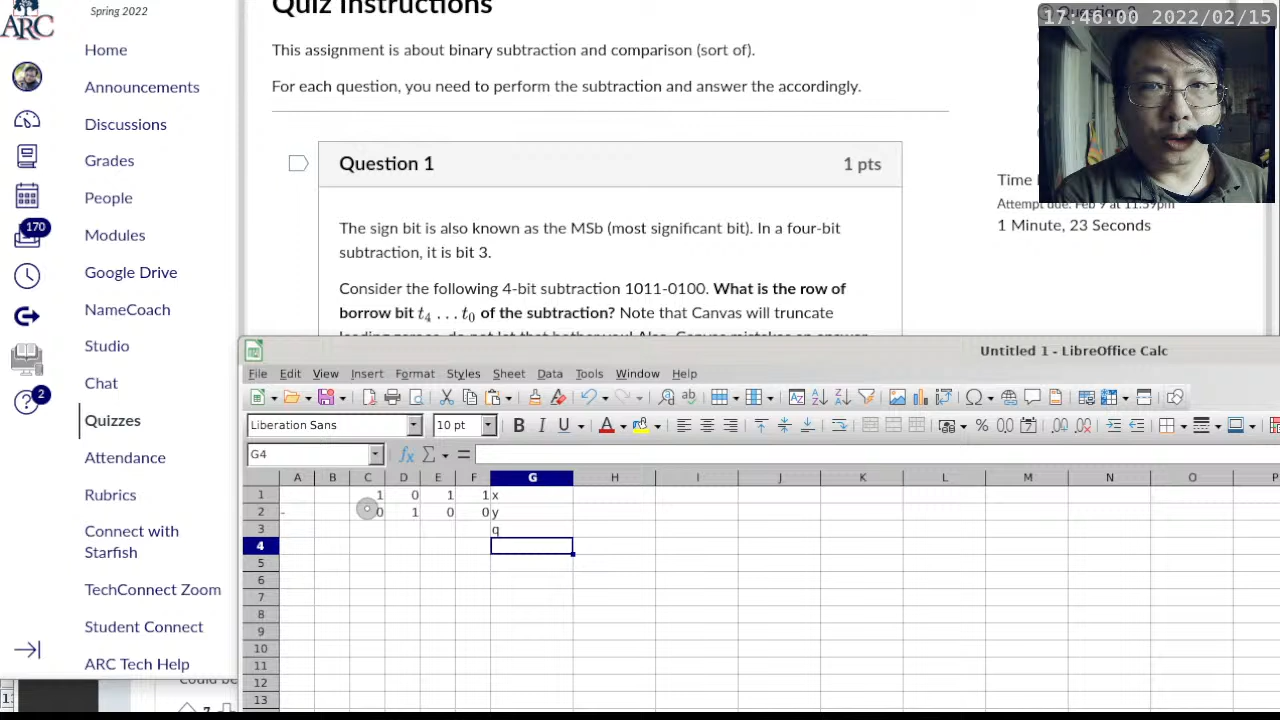 Quiz Instructions
17:46:00 2022/02/15
ARC
Spring 2022
This assignment is about binary subtraction and comparison (sort of).
For each question, you need to perform the subtraction and answer the accordingly.
Home
Announcements
Discussions
Grades
People
170
Modules
Google Drive
NameCoach
Studio
2
Chat
Quizzes
Attendance
Rubrics
Connect with
Starfish
TechConnect Zoom
Student Connect
ARC Tech Help
Question 1
1 pts
The sign bit is also known as the MSb (most significant bit). In a four-bit
subtraction, it is bit 3.
Consider the following 4-bit subtraction 1011-0100. What is the row of
borrow bit t4 ... t0 of the subtraction? Note that Canvas will truncate
Attempt due: Feb 9 at 11:59pm
1 Minute, 23 Seconds
Untitled 1 - LibreOffice Calc
File Edit View Insert Format Styles Sheet Data Tools Window Help
Liberation Sans 10 pt
G4
A B C D E F G H I J K L M N O P
1 1 0 1 1 x
2 - 0 1 0 0 y
3 q
4
5
6
7
8
9
10
11
12
13